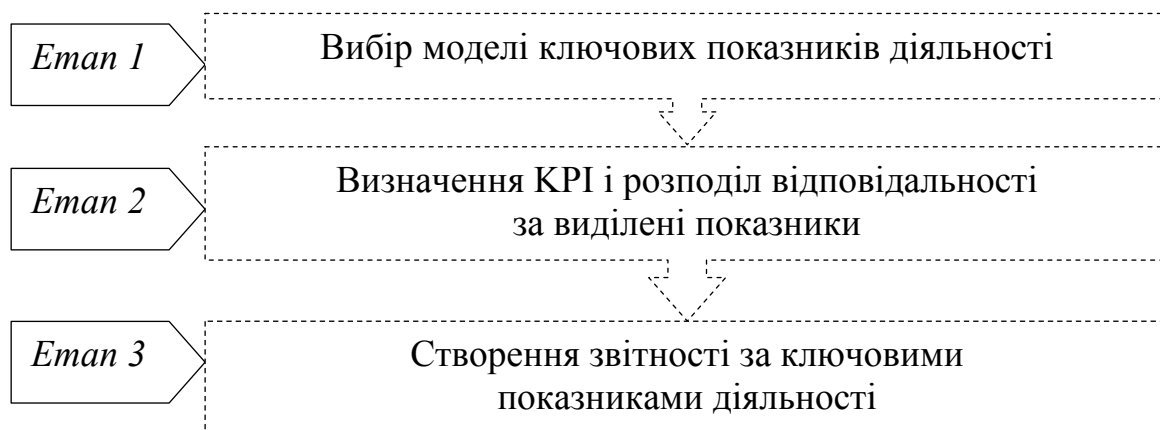 Етап 1
Вибір моделі ключових показників діяльності
Етап 2
Визначення KPI і розподіл відповідальності
за виділені показники
Етап 3
Створення звітності за ключовими
показниками діяльності